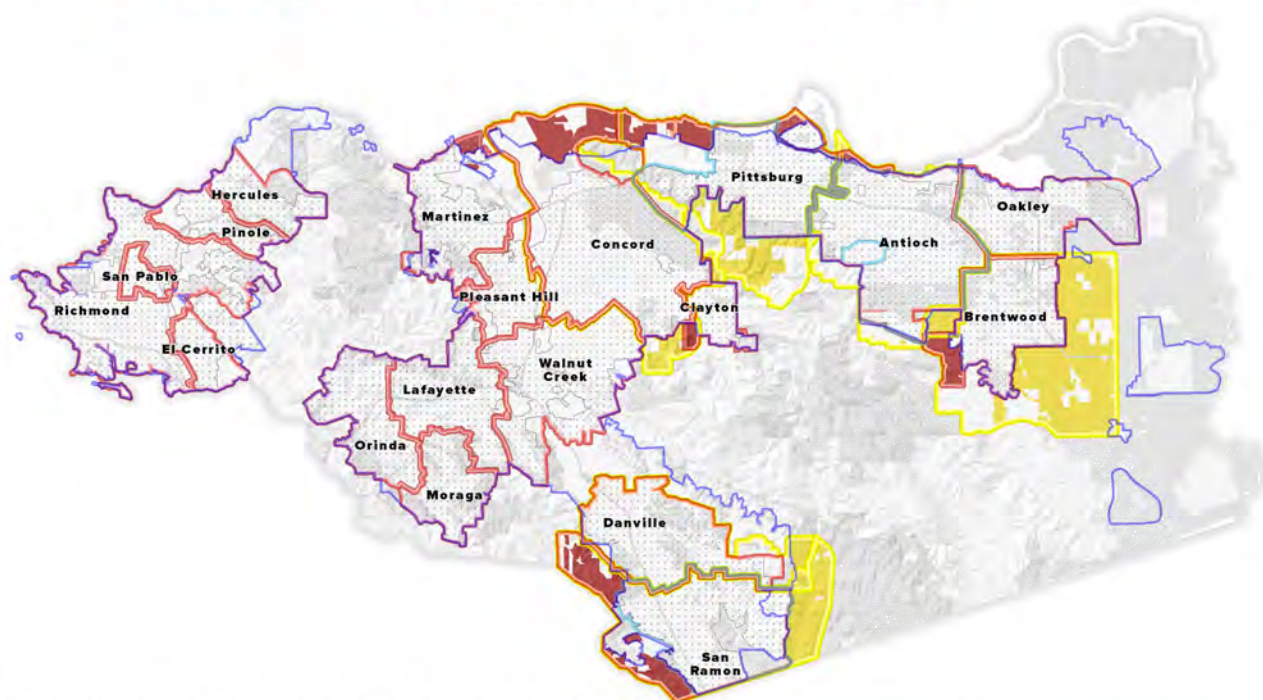 Hercules
Pinole
San Pablo
Richmond
El Cerrito
Martinez
Concord
Pleasant Hill
Clayton
Pittsburg
Antioch
Oakley
Brentwood
Walnut
Creek
Lafayette
Orinda
Moraga
Danville
San
Ramon